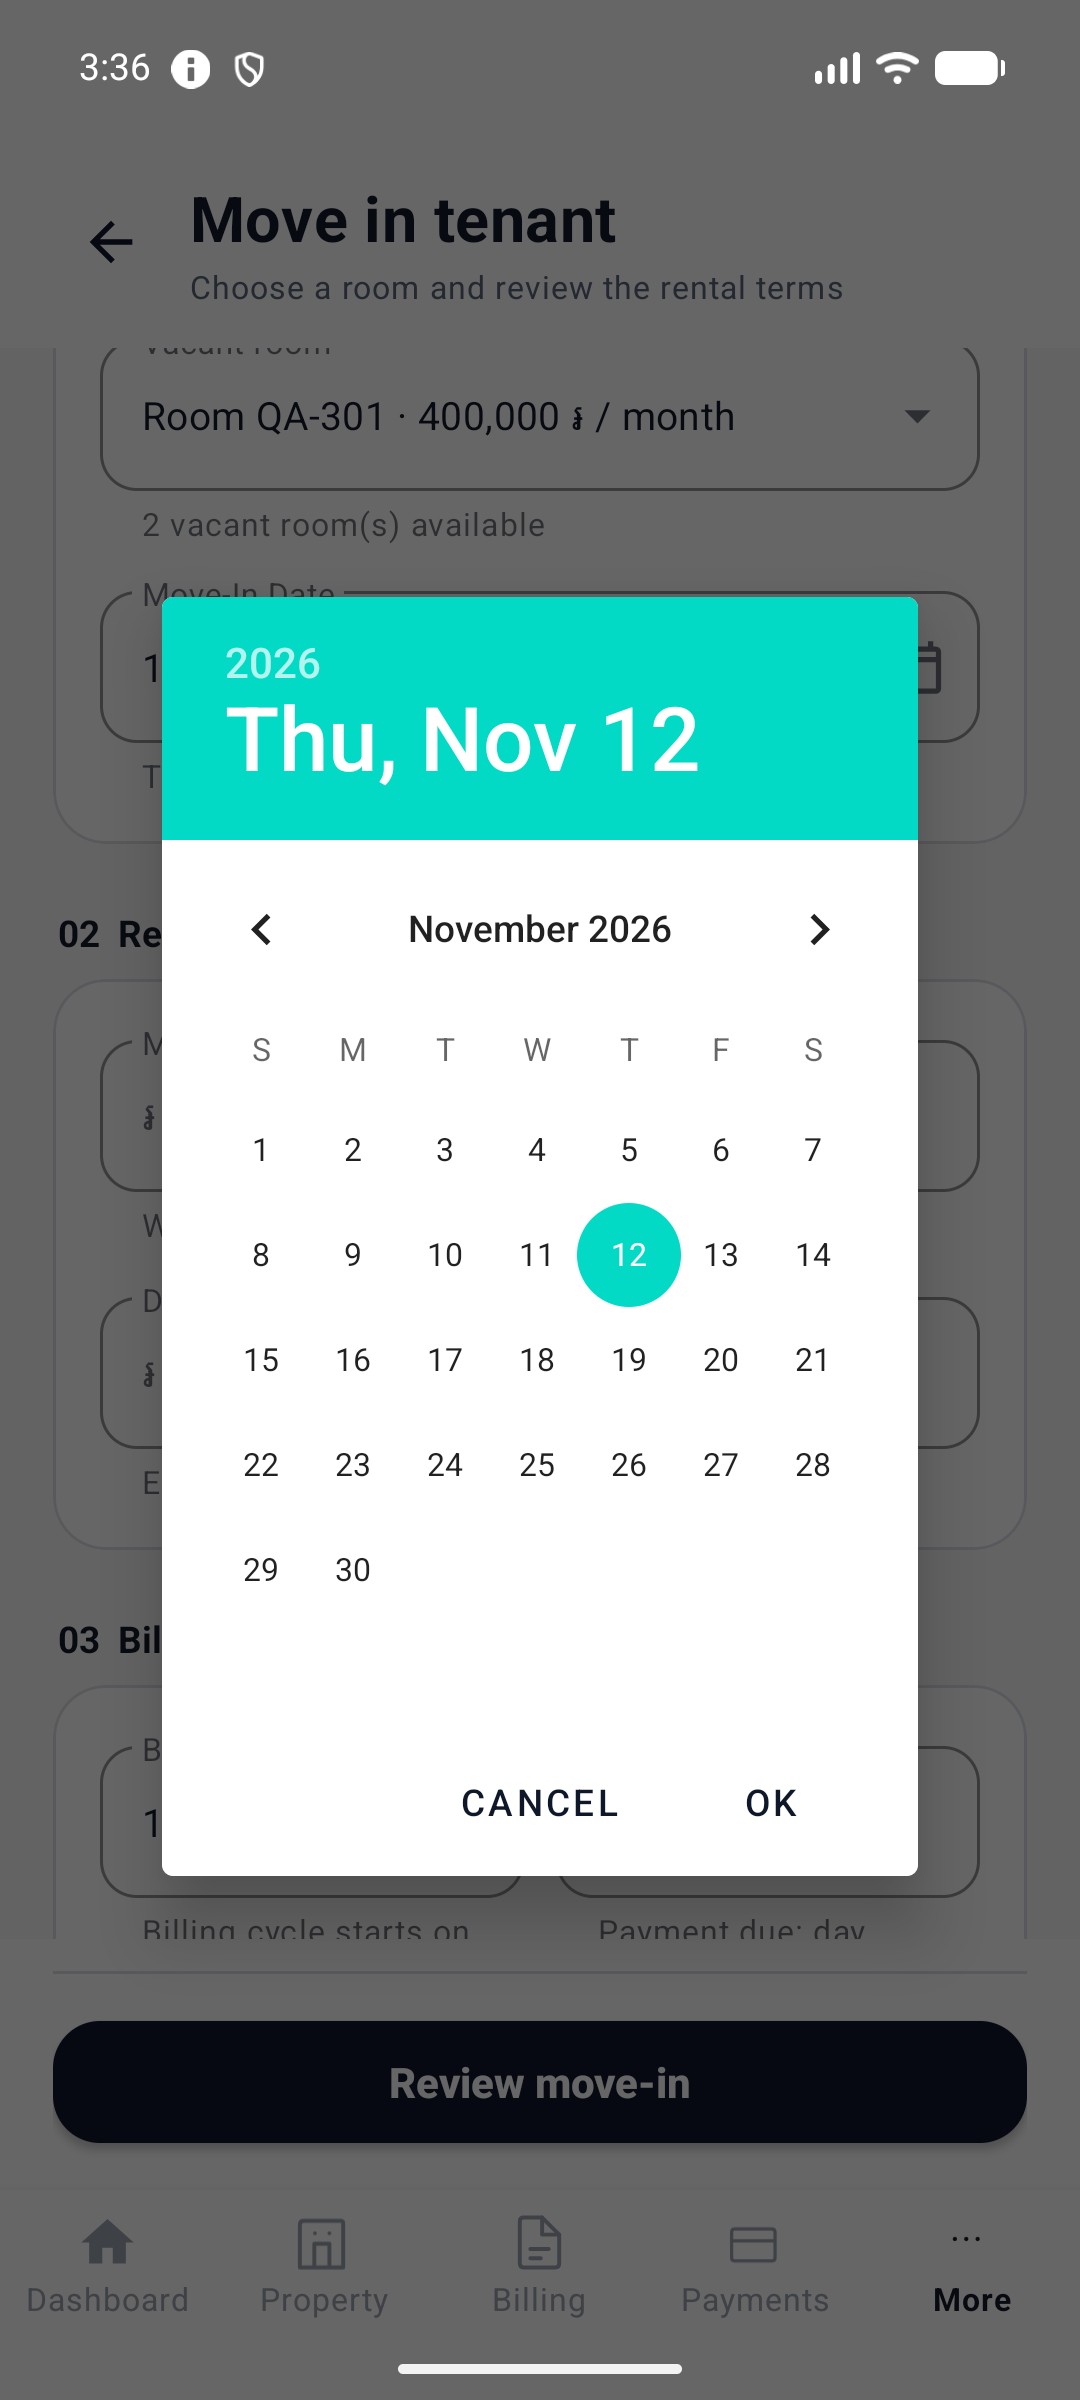 3:36
Move in tenant
Choose a room and review the rental terms
Vacant room
Room QA-301 · 400,000 ៛ / month
2 vacant room(s) available
Move-In Date
1
T
2026
Thu, Nov 12
November 2026
S M T W T F S
1 2 3 4 5 6 7
8 9 10 11 12 13 14
15 16 17 18 19 20 21
22 23 24 25 26 27 28
29 30
CANCEL OK
02 Re
M
៛
W
D
៛
E
03 Bil
B
1
Billing cycle starts on
Payment due: day
Review move-in
Dashboard
Property
Billing
Payments
More